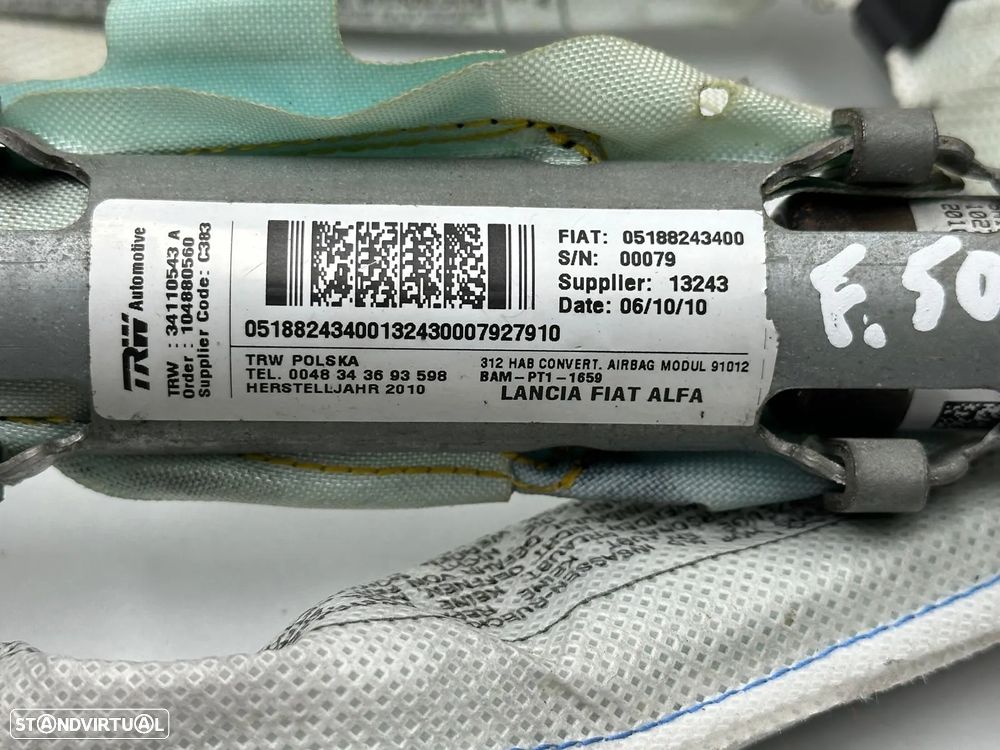 TRW Automotive
TRW : 34110543 A
Order : 104880560
Supplier Code: C383
FIAT: 05188243400
S/N: 00079
Supplier: 13243
Date: 06/10/10
05188243400132430007927910
TRW POLSKA
TEL. 0048 34 36 93 598
HERSTELLJAHR 2010
312 HAB CONVERT. AIRBAG MODUL 91012
BAM-PT1-1659
LANCIA FIAT ALFA
F.50
STANDVIRTUAL